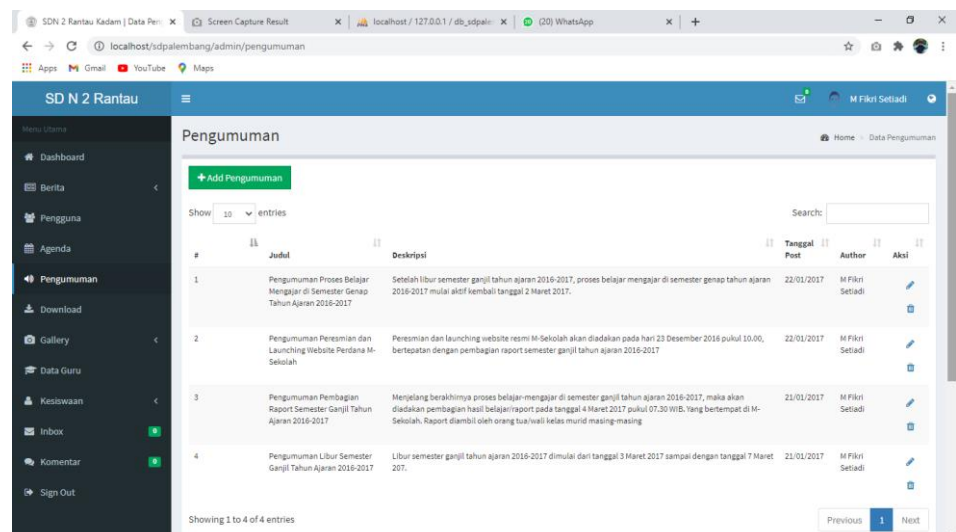 SDN 2 Rantau Kadam | Data Pen
Screen Capture Result
localhost / 127.0.0.1 / db_sdpale
(20) WhatsApp
localhost/sdpalembang/admin/pengumuman
Apps Gmail YouTube Maps
SD N 2 Rantau
M Fikri Setiadi
Menu Utama
Pengumuman
Home > Data Pengumuman
Dashboard
Berita
Pengguna
Agenda
Pengumuman
Download
Gallery
Data Guru
Kesiswaan
Inbox 0
Komentar 0
Sign Out
+ Add Pengumuman
Show 10 entries
Search:
# Judul Deskripsi Tanggal Post Author Aksi
1
Pengumuman Proses Belajar
Mengajar di Semester Genap
Tahun Ajaran 2016-2017
Setelah libur semester ganjil tahun ajaran 2016-2017, proses belajar mengajar di semester genap tahun ajaran
2016-2017 mulai aktif kembali tanggal 2 Maret 2017.
22/01/2017
M Fikri
Setiadi
2
Pengumuman Peresmian dan
Launching Website Perdana M-
Sekolah
Peresmian dan launching website resmi M-Sekolah akan diadakan pada hari 23 Desember 2016 pukul 10.00,
bertepatan dengan pembagian raport semester ganjil tahun ajaran 2016-2017
22/01/2017
M Fikri
Setiadi
3
Pengumuman Pembagian
Raport Semester Ganjil Tahun
Ajaran 2016-2017
Menjelang berakhirnya proses belajar-mengajar di semester ganjil tahun ajaran 2016-2017, maka akan
diadakan pembagian hasil belajar/raport pada tanggal 4 Maret 2017 pukul 07.30 WIB. Yang bertempat di M-
Sekolah. Raport diambil oleh orang tua/wali kelas murid masing-masing
21/01/2017
M Fikri
Setiadi
4
Pengumuman Libur Semester
Ganjil Tahun Ajaran 2016-2017
Libur semester ganjil tahun ajaran 2016-2017 dimulai dari tanggal 3 Maret 2017 sampai dengan tanggal 7 Maret
207.
21/01/2017
M Fikri
Setiadi
Showing 1 to 4 of 4 entries
Previous 1 Next